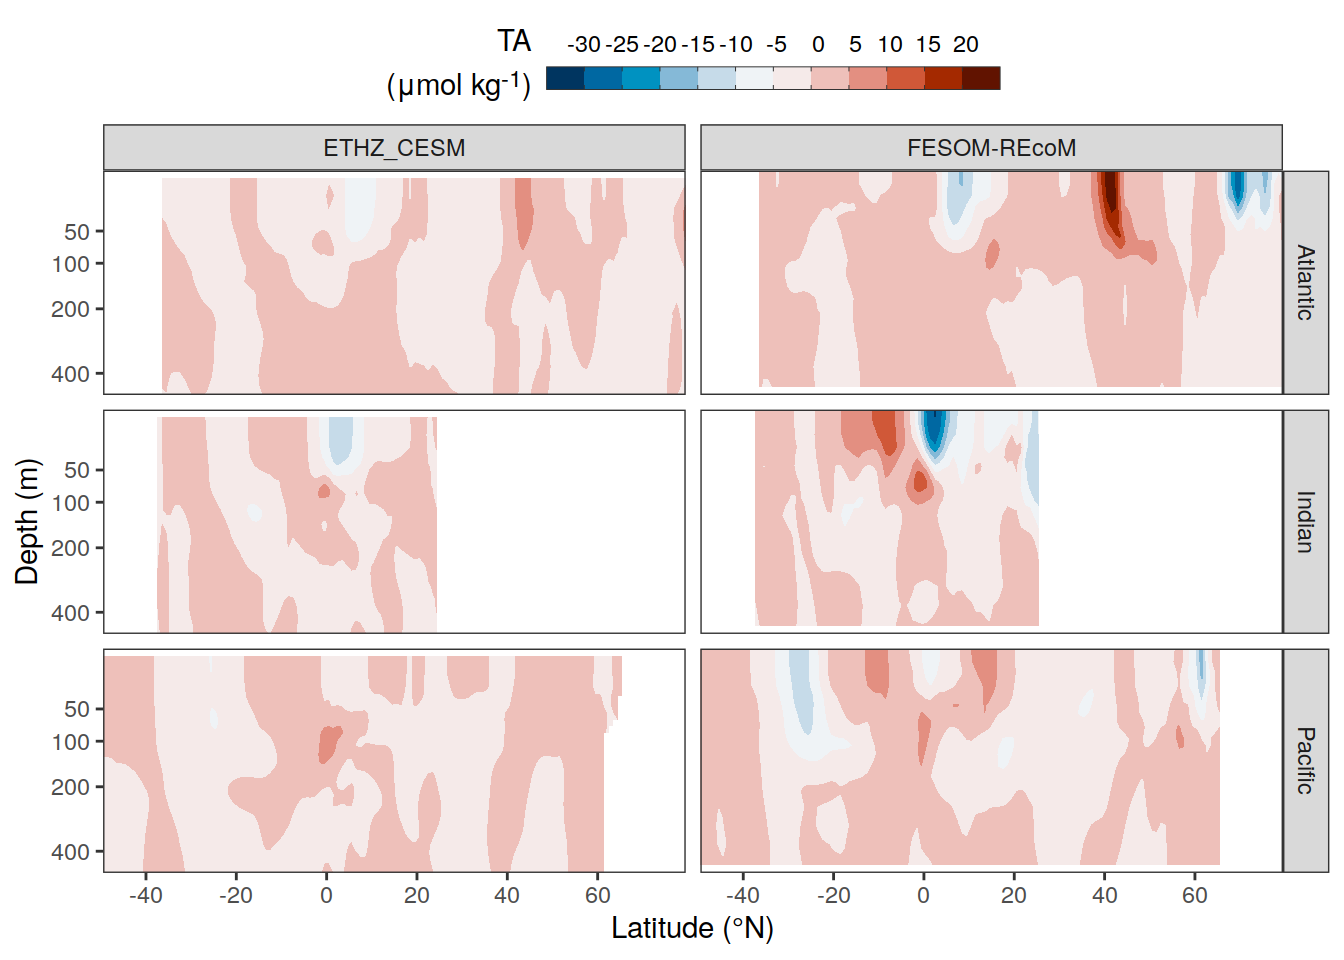 TA
(µmol kg-1)
-30 -25 -20 -15 -10 -5 0 5 10 15 20
ETHZ_CESM
FESOM-REcoM
50
100
200
400
Atlantic
50
100
200
400
Indian
50
100
200
400
Pacific
Depth (m)
-40 -20 0 20 40 60
-40 -20 0 20 40 60
Latitude (°N)